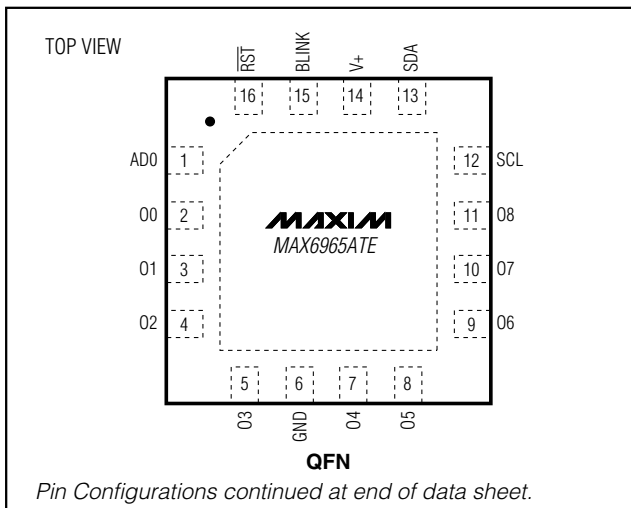 TOP VIEW
RST BLINK V+ SDA
16 15 14 13
AD0 1 12 SCL
O0 2 11 O8
O1 3 10 O7
O2 4 9 O6
MAXIM
MAX6965ATE
5 6 7 8
O3 GND O4 O5
QFN
Pin Configurations continued at end of data sheet.